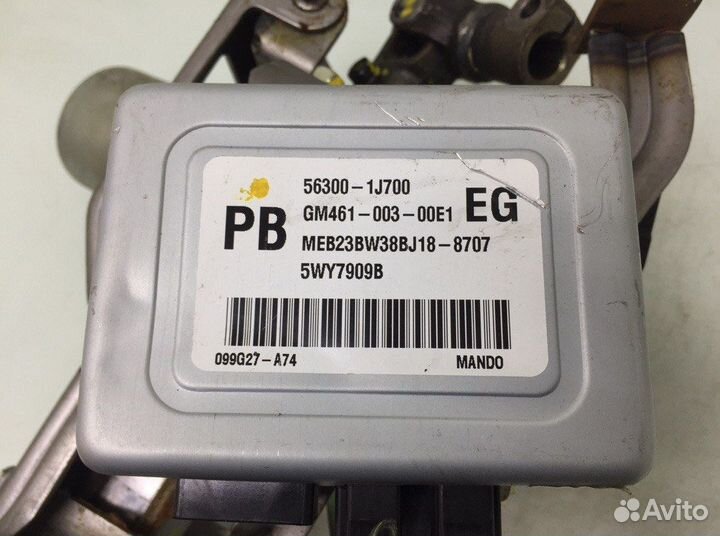 56300-1J700
PB GM461-003-00E1 EG
MEB23BW38BJ18-8707
5WY7909B
099G27-A74 MANDO
Avito